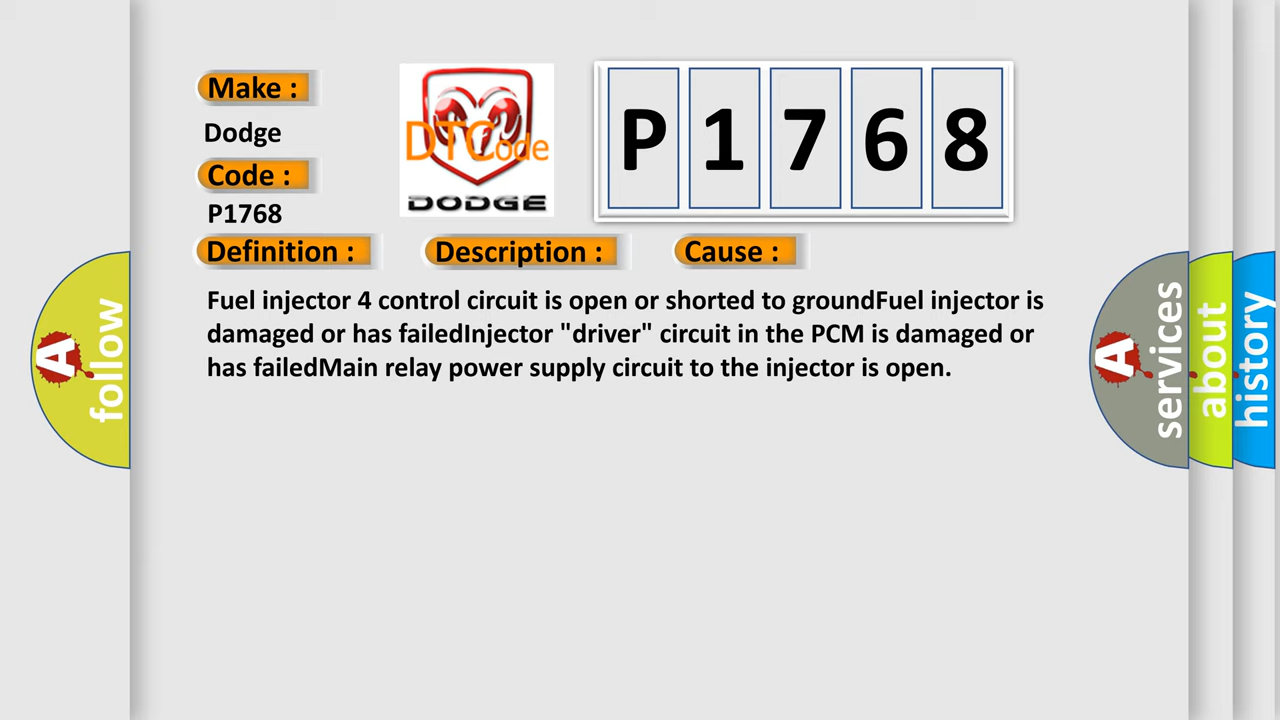 Make :
Dodge
Code :
P1768
DTCode
DODGE
P 1 7 6 8
Definition :
Description :
Cause :
Fuel injector 4 control circuit is open or shorted to groundFuel injector is
damaged or has failedInjector "driver" circuit in the PCM is damaged or
has failedMain relay power supply circuit to the injector is open.
A follow
A services
about
history